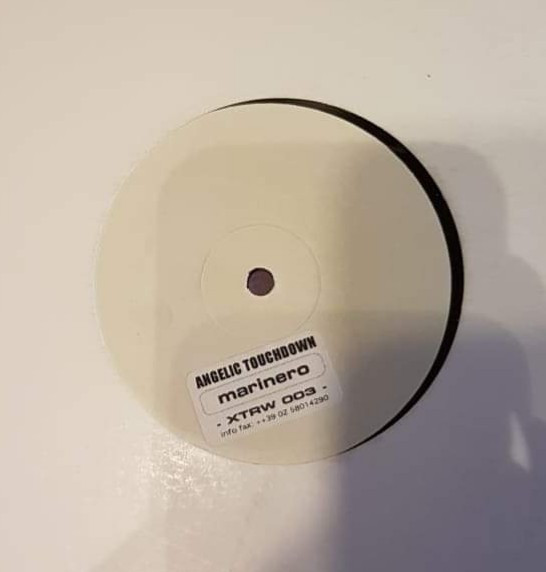 ANGELIC TOUCHDOWN
marinero
- XTRW 003 -
info fax: ++39 02 58014290